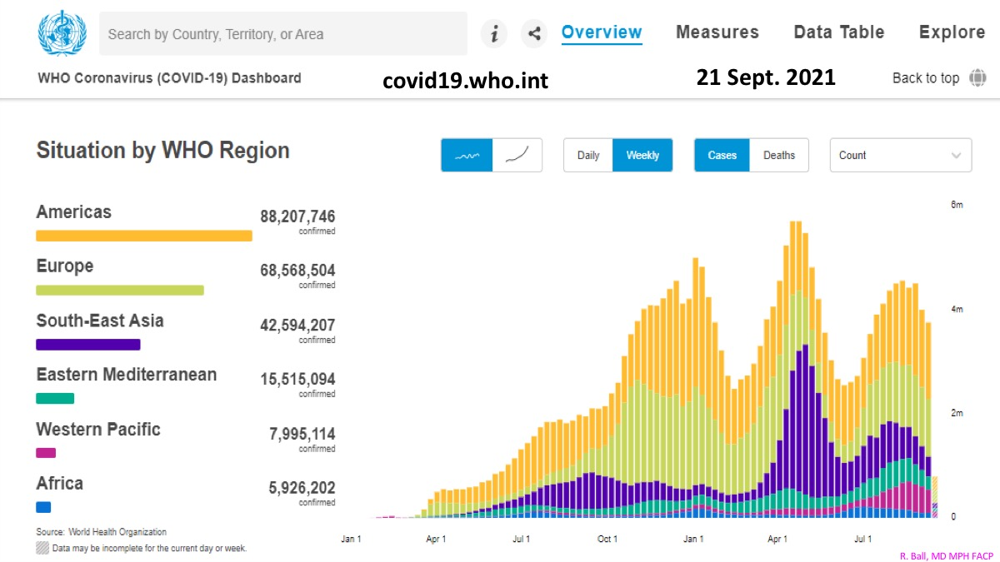 Search by Country, Territory, or Area
i
Overview
Measures
Data Table
Explore
WHO Coronavirus (COVID-19) Dashboard
covid19.who.int
21 Sept. 2021
Back to top
Situation by WHO Region
Daily
Weekly
Cases
Deaths
Count
Americas
88,207,746
confirmed
Europe
68,568,504
confirmed
South-East Asia
42,594,207
confirmed
Eastern Mediterranean
15,515,094
confirmed
Western Pacific
7,995,114
confirmed
Africa
5,926,202
confirmed
Source: World Health Organization
Data may be incomplete for the current day or week.
6m
4m
2m
0
Jan 1
Apr 1
Jul 1
Oct 1
Jan 1
Apr 1
Jul 1
R. Ball, MD MPH FACP